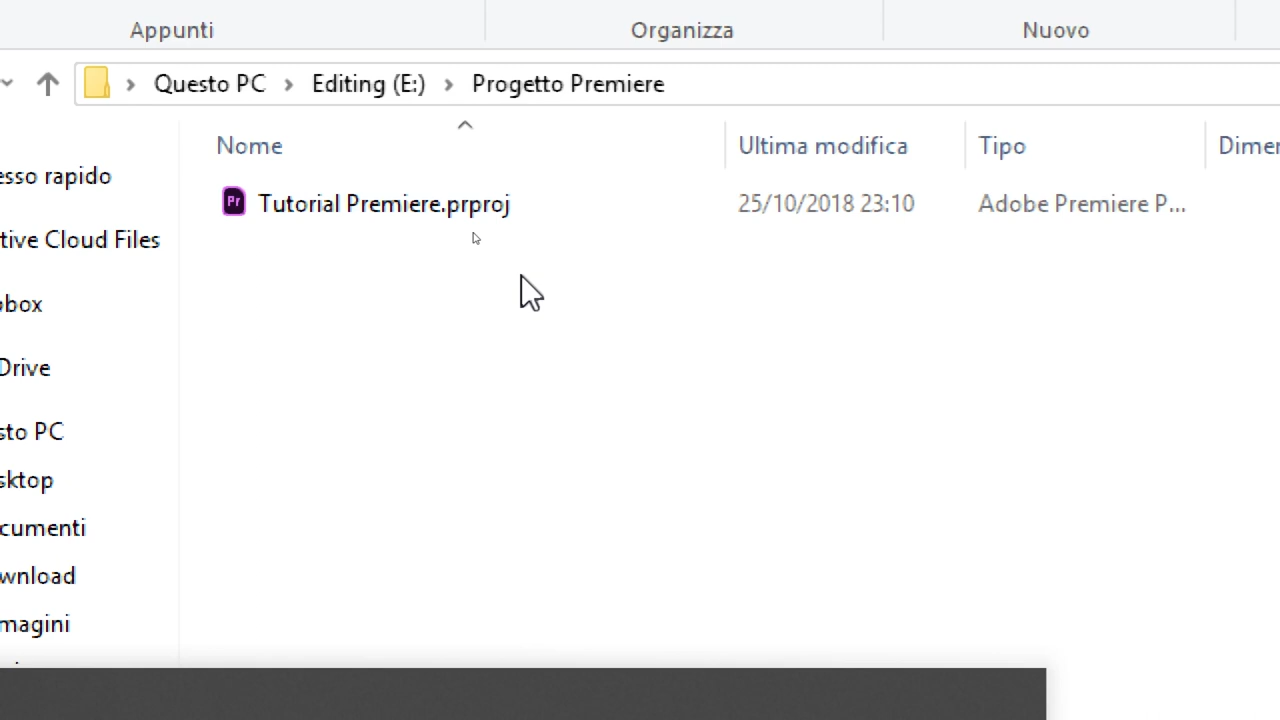 Appunti Organizza Nuovo
Questo PC Editing (E:) Progetto Premiere
Nome Ultima modifica Tipo Dimen
esso rapido
Pr Tutorial Premiere.prproj 25/10/2018 23:10 Adobe Premiere P...
tive Cloud Files
box
Drive
sto PC
sktop
cumenti
wnload
magini